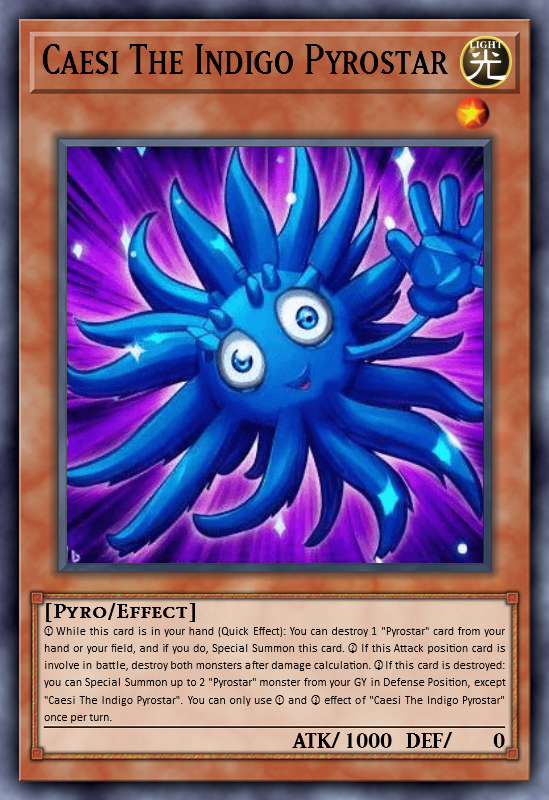 Caesi The Indigo Pyrostar
LIGHT
光
[Pyro/Effect]
① While this card is in your hand (Quick Effect): You can destroy 1 "Pyrostar" card from your
hand or your field, and if you do, Special Summon this card. ② If this Attack position card is
involve in battle, destroy both monsters after damage calculation. ③ If this card is destroyed:
you can Special Summon up to 2 "Pyrostar" monster from your GY in Defense Position, except
"Caesi The Indigo Pyrostar". You can only use ① and ② effect of "Caesi The Indigo Pyrostar"
once per turn.
ATK/ 1000 DEF/ 0